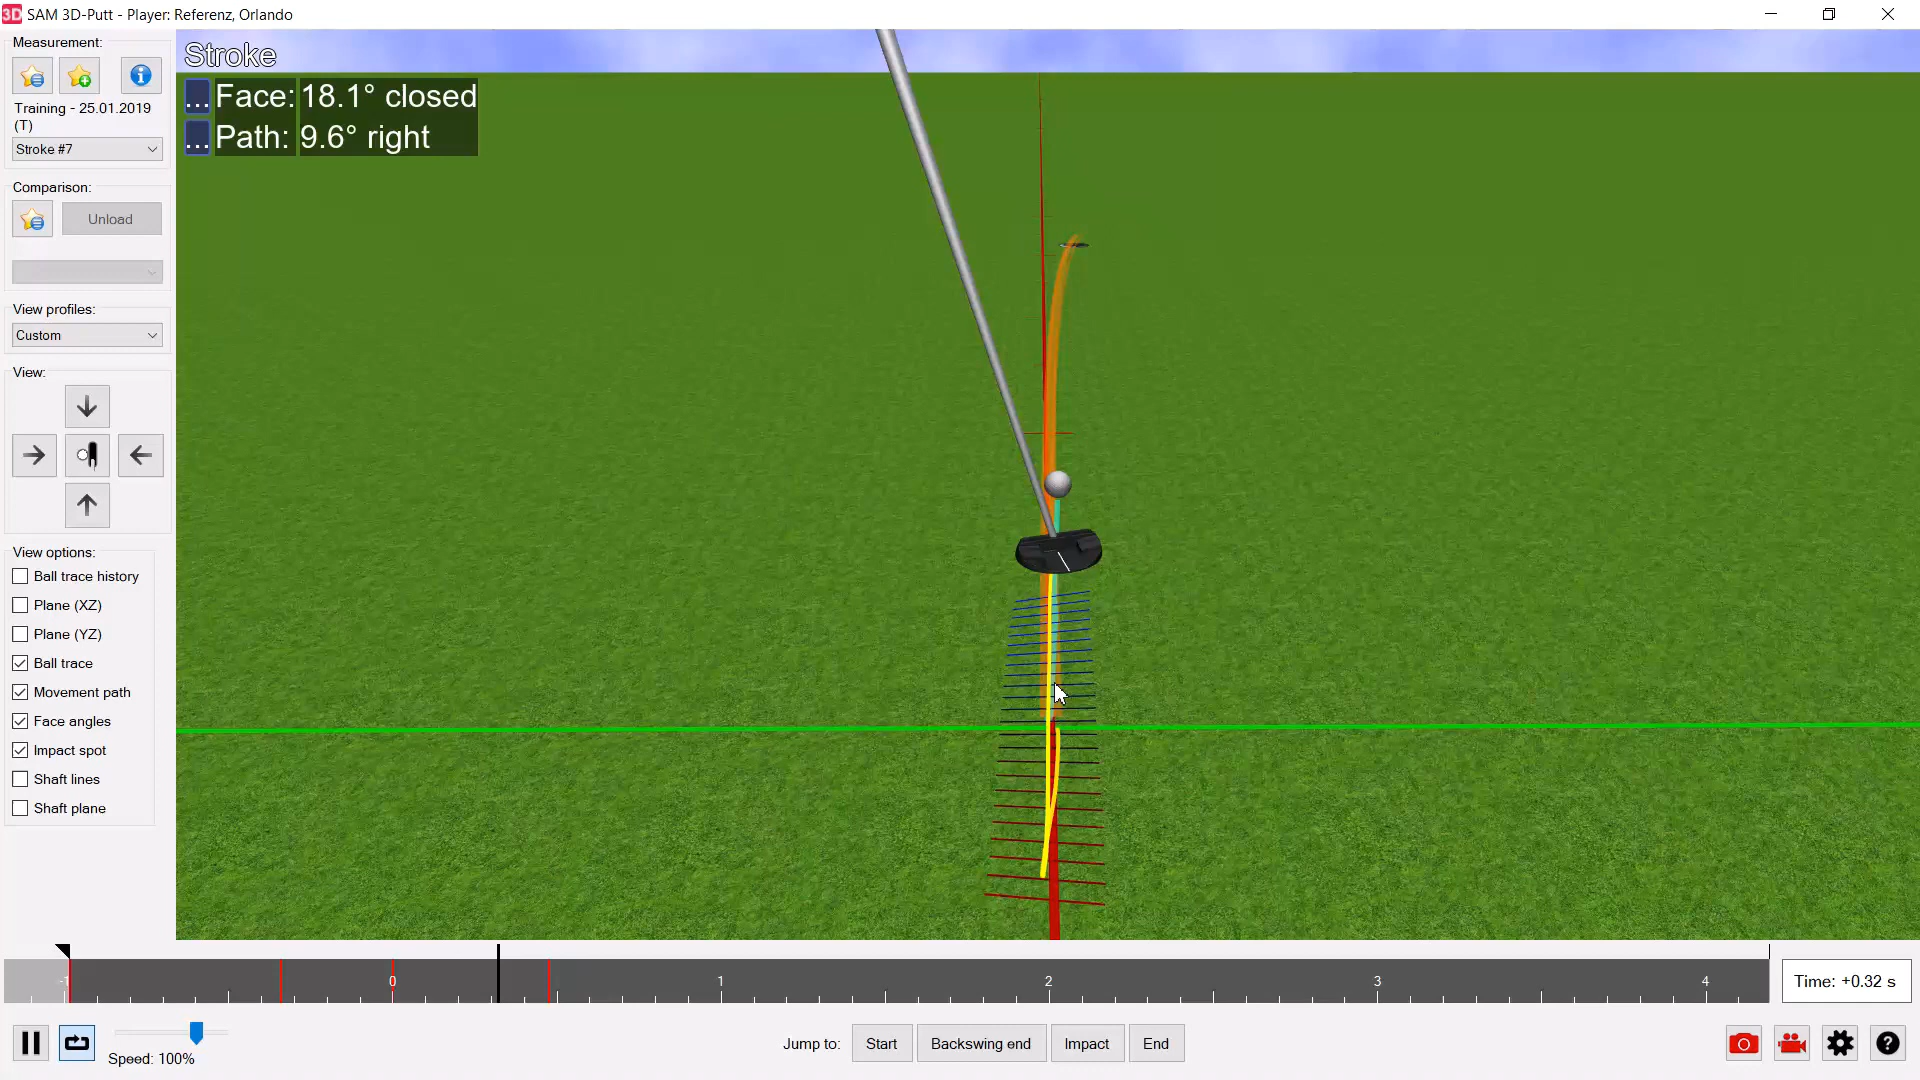 3D SAM 3D-Putt - Player: Referenz, Orlando
Measurement:
Training - 25.01.2019
(T)
Stroke #7
Comparison:
Unload
View profiles:
Custom
View:
View options:
Ball trace history
Plane (XZ)
Plane (YZ)
Ball trace
Movement path
Face angles
Impact spot
Shaft lines
Shaft plane
Stroke
... Face: 18.1° closed
... Path: 9.6° right
-1 0 1 2 3 4
Time: +0.32 s
Speed: 100%
Jump to: Start Backswing end Impact End